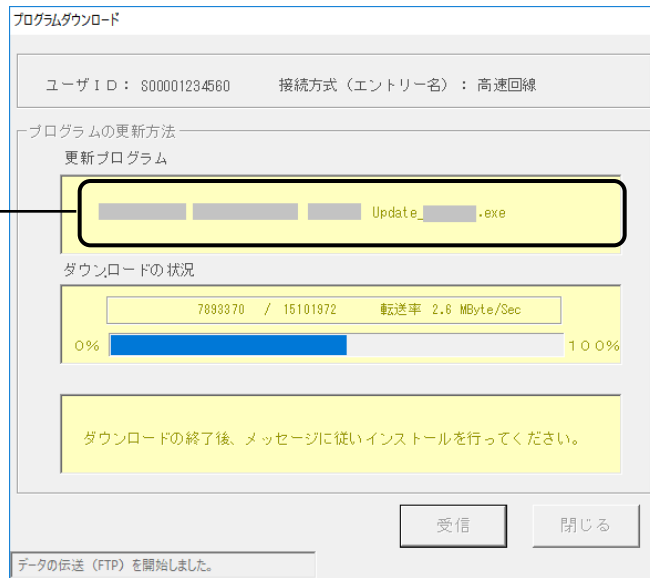 プログラムダウンロード
ユーザID： S00001234560 接続方式（エントリー名）： 高速回線
プログラムの更新方法
更新プログラム
Update_ .exe
ダウンロードの状況
7893370 / 15101972 転送率 2.6 MByte/Sec
0% 100%
ダウンロードの終了後、メッセージに従いインストールを行ってください。
受信 閉じる
データの伝送（FTP）を開始しました。